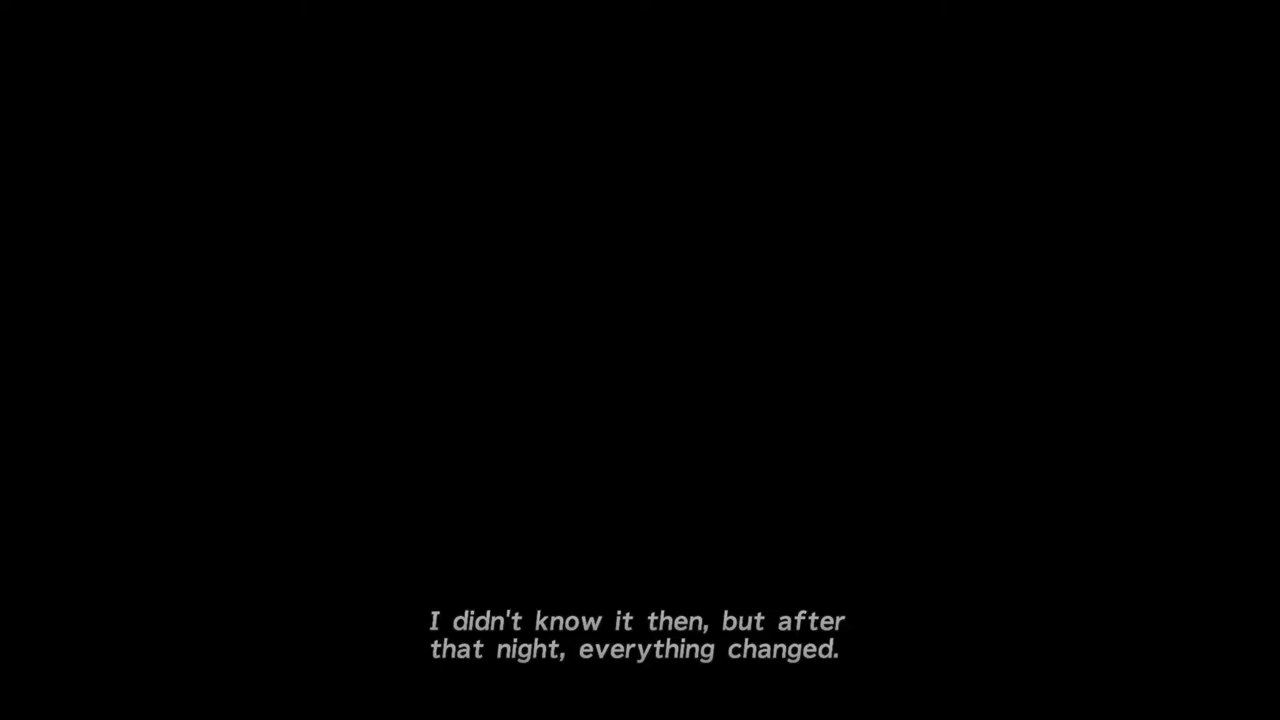 I didn't know it then, but after
that night, everything changed.